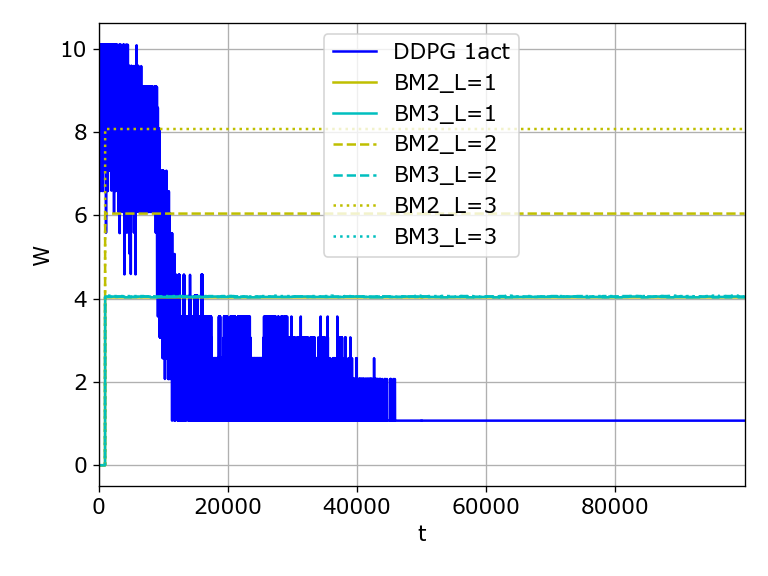 10
8
6
4
2
0
W
DDPG 1act
BM2_L=1
BM3_L=1
BM2_L=2
BM3_L=2
BM2_L=3
BM3_L=3
0 20000 40000 60000 80000
t